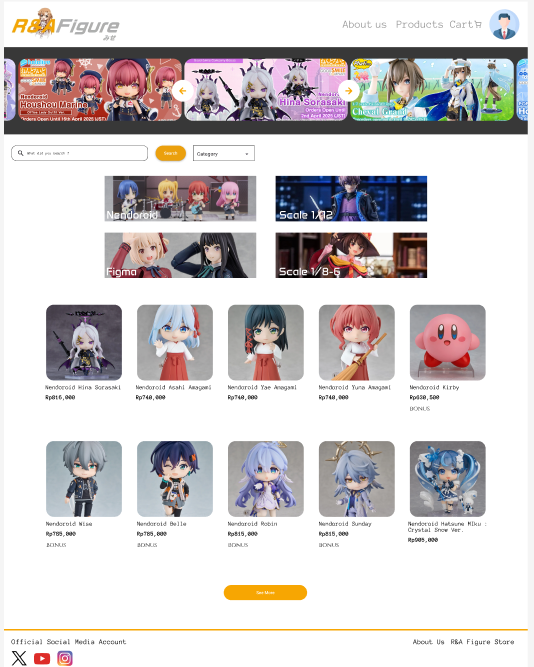 R&A Figure
みせ
About us Products Cart
Nendoroid
Houshou Marine
Orders Open Until 16th April 2025 (JST)
Nendoroid
Hina Sorasaki
Orders Open Until
2nd April 2025 (JST)
Cheval Grand
What did you search ?
Search
Category
Nendoroid
Scale 1/12
Figma
Scale 1/8-6
Nendoroid Hina Sorasaki
Rp816,000
Nendoroid Asahi Amagami
Rp740,000
Nendoroid Yae Amagami
Rp740,000
Nendoroid Yuna Amagami
Rp740,000
Nendoroid Kirby
Rp630,500
BONUS
Nendoroid Wise
Rp785,000
BONUS
Nendoroid Belle
Rp785,000
BONUS
Nendoroid Robin
Rp815,000
BONUS
Nendoroid Sunday
Rp815,000
BONUS
Nendoroid Hatsune Miku :
Crystal Snow Ver.
Rp905,000
See More
Official Social Media Account
About Us R&A Figure Store